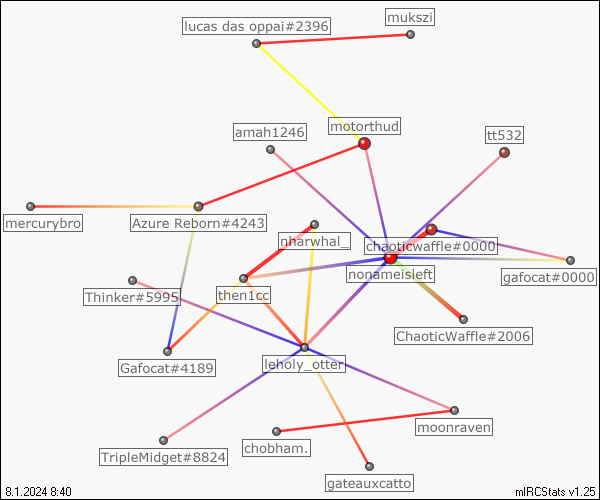 mukszi
lucas das oppai#2396
motorthud
amah1246
tt532
mercurybro
Azure Reborn#4243
nharwhal_
chaoticwaffle#0000
nonameisleft
gafocat#0000
Thinker#5995
then1cc
ChaoticWaffle#2006
Gafocat#4189
leholy_otter
moonraven
chobham.
TripleMidget#8824
gateauxcatto
8.1.2024 8:40
mIRCStats v1.25